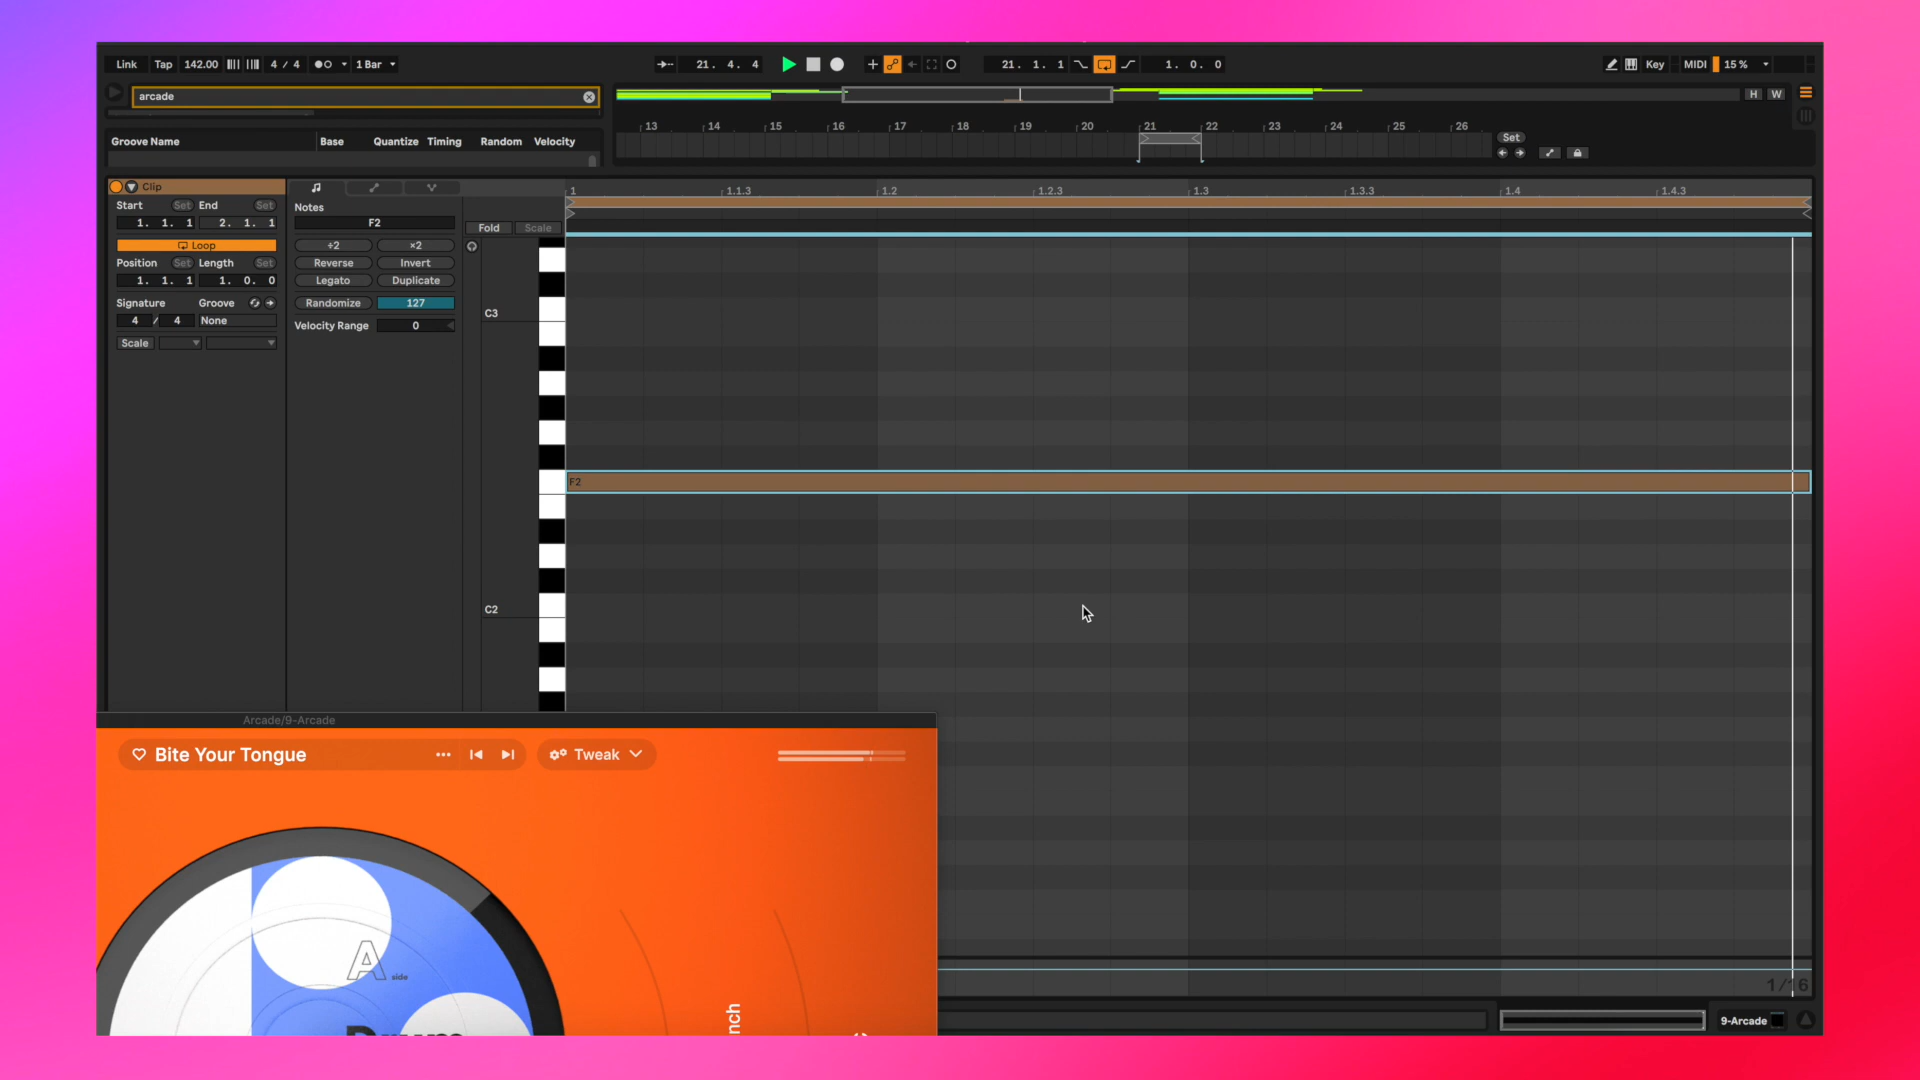 Link Tap 142.00 4 / 4 1 Bar 21. 4. 4 21. 1. 1 1. 0. 0 Key MIDI 15 %
arcade H W
13 14 15 16 17 18 19 20 21 22 23 24 25 26 Set
Groove Name Base Quantize Timing Random Velocity
Clip
Start Set End Set
1. 1. 1 2. 1. 1
Loop
Position Set Length Set
1. 1. 1 1. 0. 0
Signature Groove
4 / 4 None
Scale
Notes
F2
÷2 ×2
Reverse Invert
Legato Duplicate
Randomize 127
Velocity Range 0
Fold Scale
1 1.1.3 1.2 1.2.3 1.3 1.3.3 1.4 1.4.3
C3
F2
C2
Arcade/9-Arcade
Bite Your Tongue ••• Tweak
A side
1/16
9-Arcade